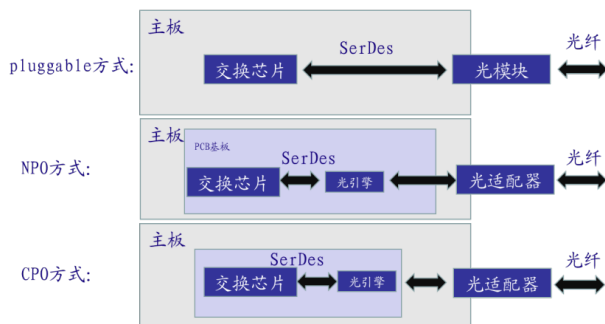 主板
SerDes
光纤
pluggable方式:
交换芯片
光模块
主板
PCB基板
SerDes
光纤
NPO方式:
交换芯片
光引擎
光适配器
主板
SerDes
光纤
CPO方式:
交换芯片
光引擎
光适配器